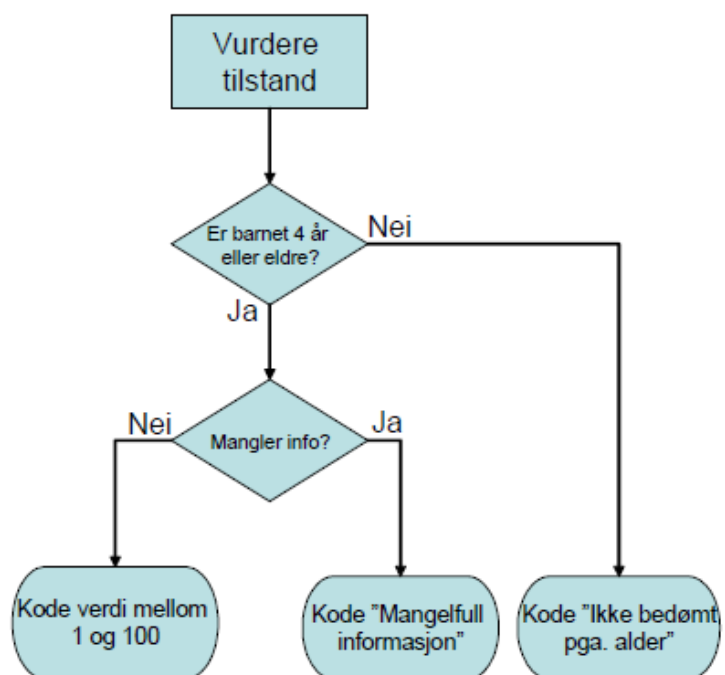 Vurdere
tilstand
Er barnet 4 år
eller eldre?
Nei
Ja
Mangler info?
Nei
Ja
Kode verdi mellom
1 og 100
Kode ”Mangelfull
informasjon”
Kode ”Ikke bedømt
pga. alder”